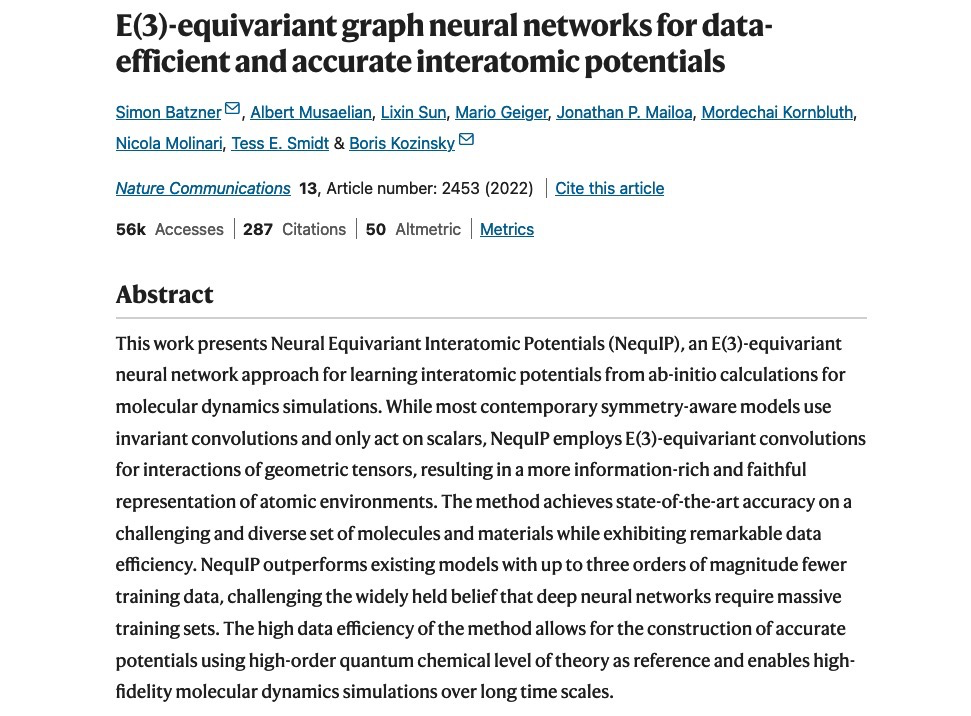 E(3)-equivariant graph neural networks for data-
efficient and accurate interatomic potentials
Simon Batzner, Albert Musaelian, Lixin Sun, Mario Geiger, Jonathan P. Mailoa, Mordechai Kornbluth,
Nicola Molinari, Tess E. Smidt & Boris Kozinsky
Nature Communications 13, Article number: 2453 (2022) | Cite this article
56k Accesses | 287 Citations | 50 Altmetric | Metrics
Abstract
This work presents Neural Equivariant Interatomic Potentials (NequIP), an E(3)-equivariant
neural network approach for learning interatomic potentials from ab-initio calculations for
molecular dynamics simulations. While most contemporary symmetry-aware models use
invariant convolutions and only act on scalars, NequIP employs E(3)-equivariant convolutions
for interactions of geometric tensors, resulting in a more information-rich and faithful
representation of atomic environments. The method achieves state-of-the-art accuracy on a
challenging and diverse set of molecules and materials while exhibiting remarkable data
efficiency. NequIP outperforms existing models with up to three orders of magnitude fewer
training data, challenging the widely held belief that deep neural networks require massive
training sets. The high data efficiency of the method allows for the construction of accurate
potentials using high-order quantum chemical level of theory as reference and enables high-
fidelity molecular dynamics simulations over long time scales.